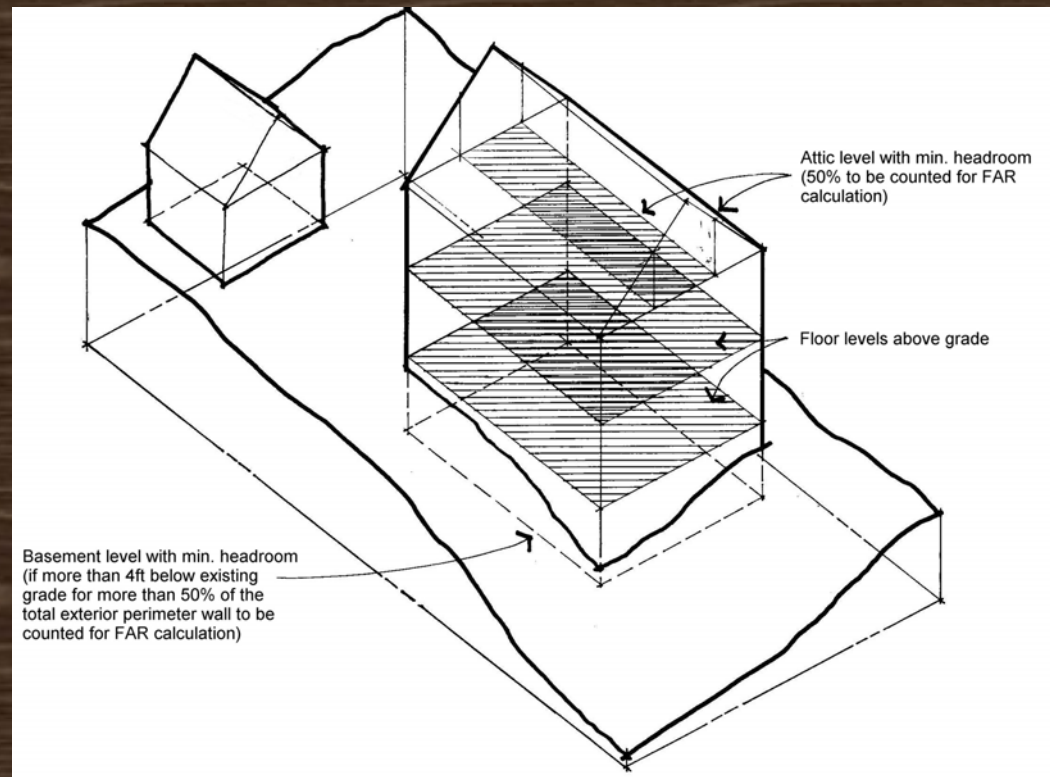 Attic level with min. headroom
(50% to be counted for FAR
calculation)
Floor levels above grade
Basement level with min. headroom
(if more than 4ft below existing
grade for more than 50% of the
total exterior perimeter wall to be
counted for FAR calculation)